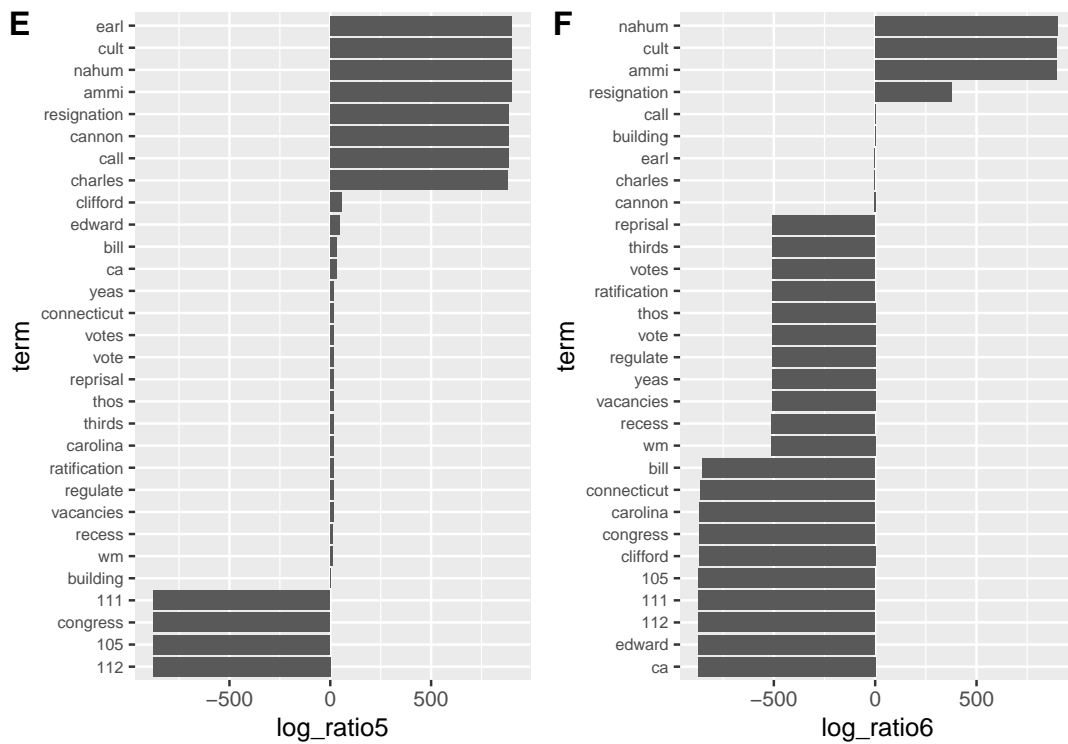 E
earl
cult
nahum
ammi
resignation
cannon
call
charles
clifford
edward
bill
ca
yeas
connecticut
votes
vote
reprisal
thos
thirds
carolina
ratification
regulate
vacancies
recess
wm
building
111
congress
105
112
term
−500 0 500
log_ratio5
F
nahum
cult
ammi
resignation
call
building
earl
charles
cannon
reprisal
thirds
votes
ratification
thos
vote
regulate
yeas
vacancies
recess
wm
bill
connecticut
carolina
congress
clifford
105
111
112
edward
ca
term
−500 0 500
log_ratio6